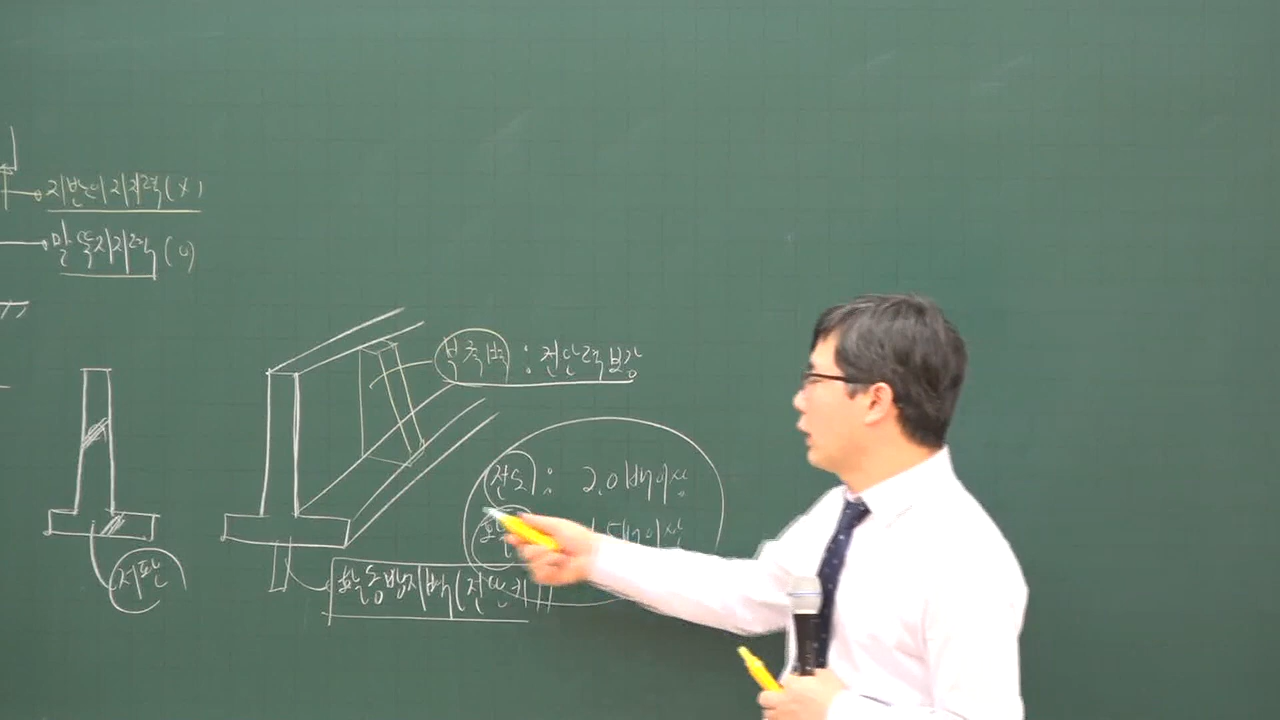 지반의 지지력(X)
말뚝지지력(O)
부축벽 : 전단력 보강
전도 : 2.0배이상
1.5배이상
저판
활동방지벽(전단키)